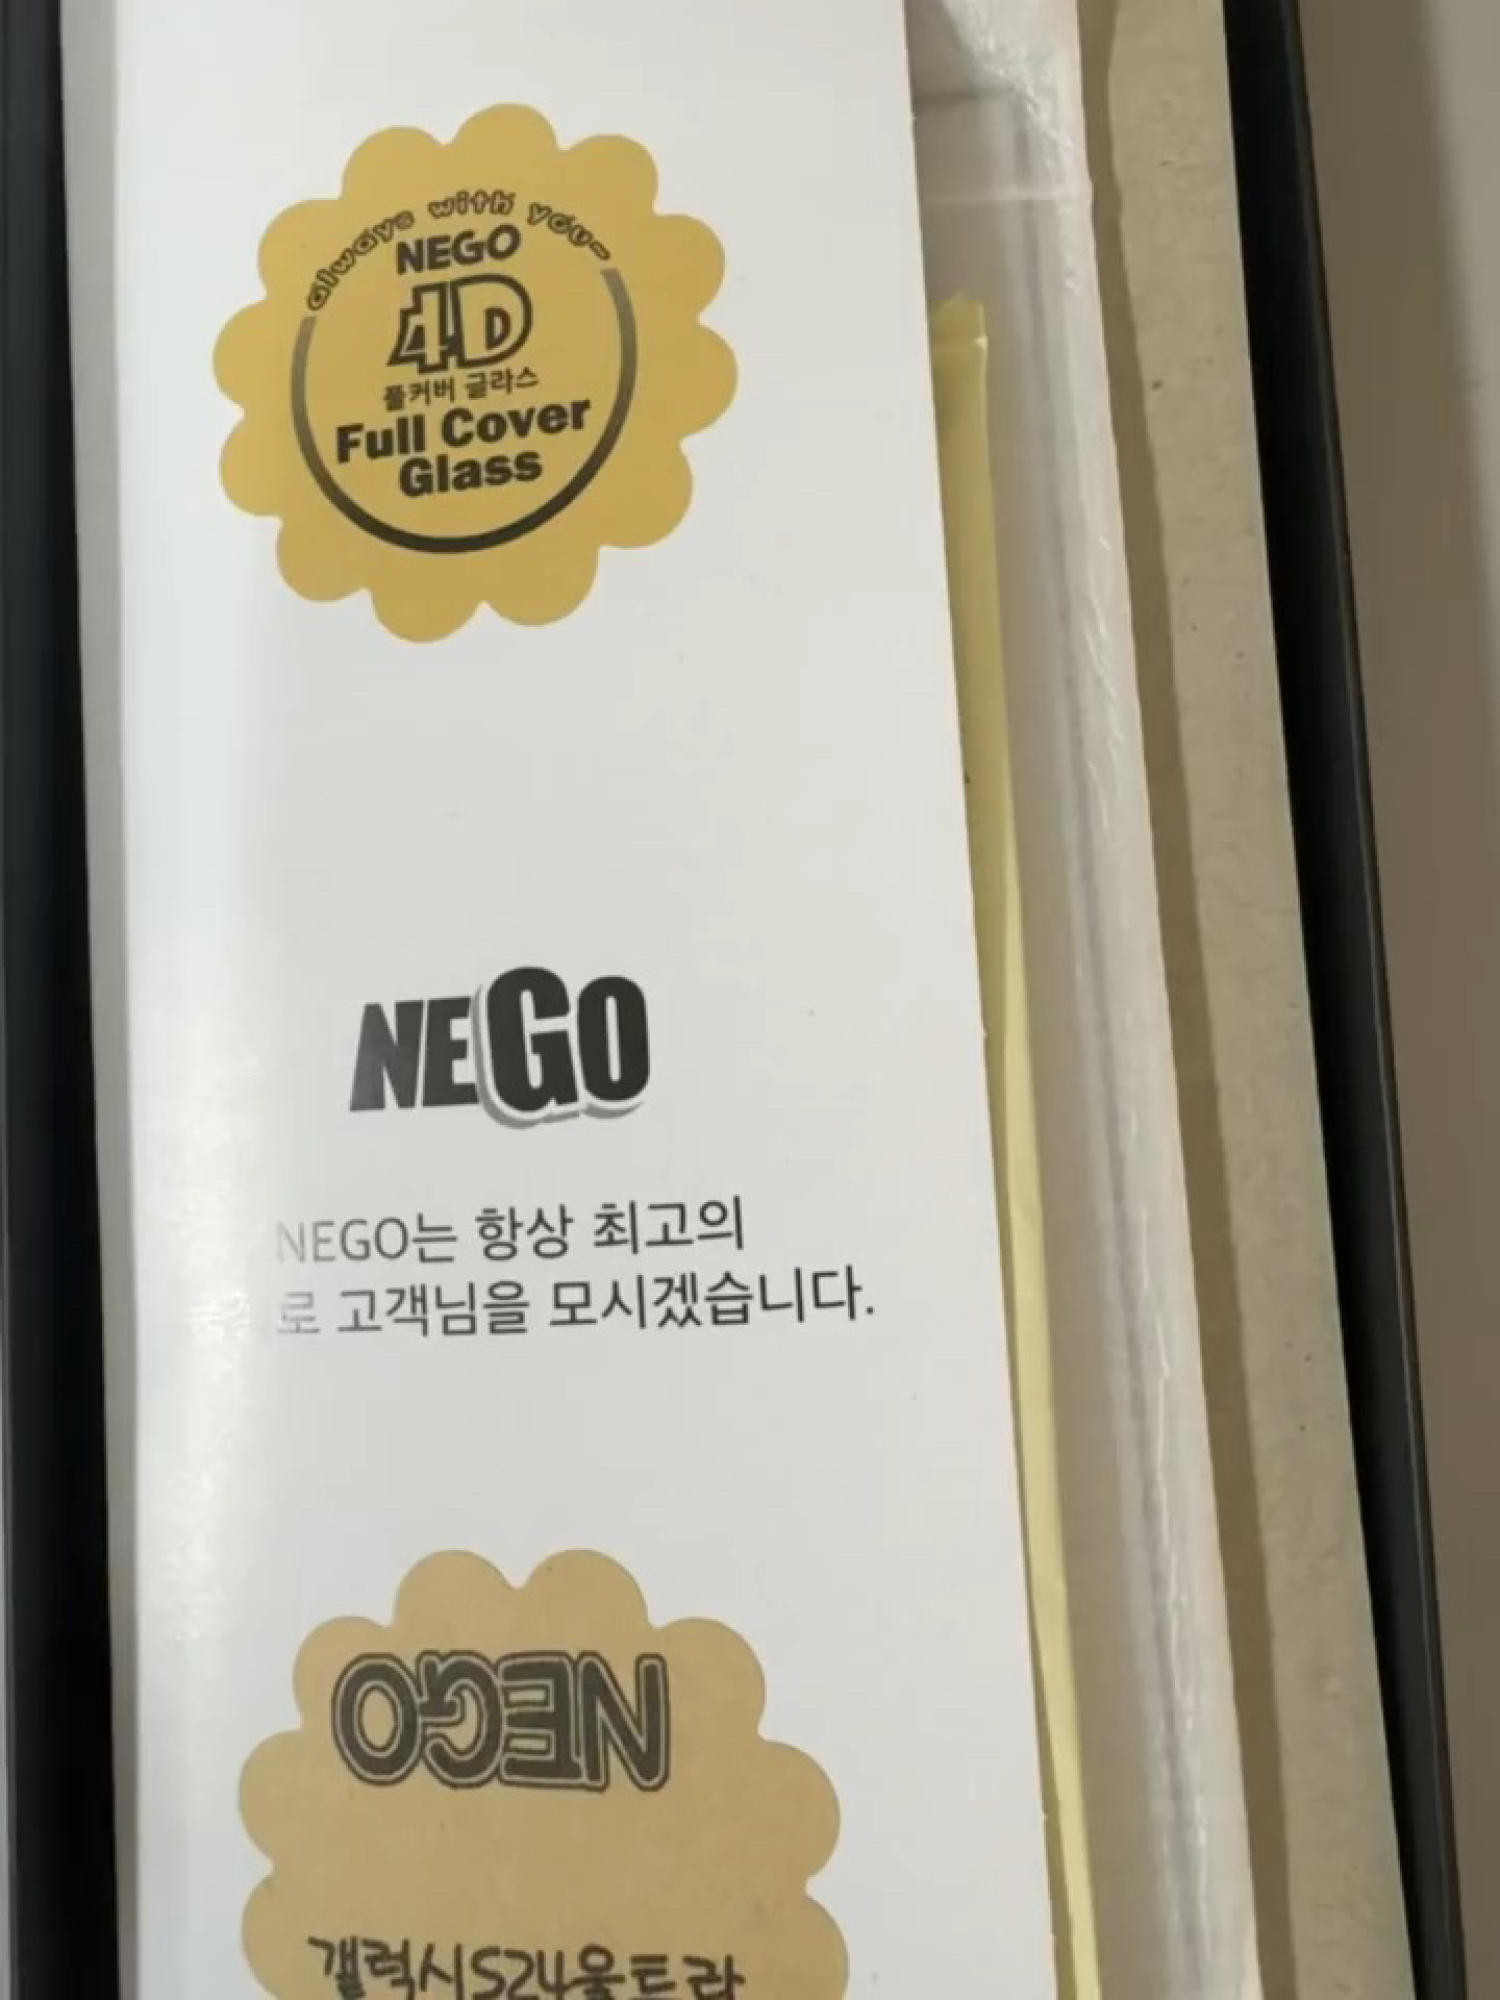 always with you~
NEGO
4D
풀커버 글라스
Full Cover
Glass
NEGO
NEGO는 항상 최고의
로 고객님을 모시겠습니다.
NEGO
갤럭시S24울트라